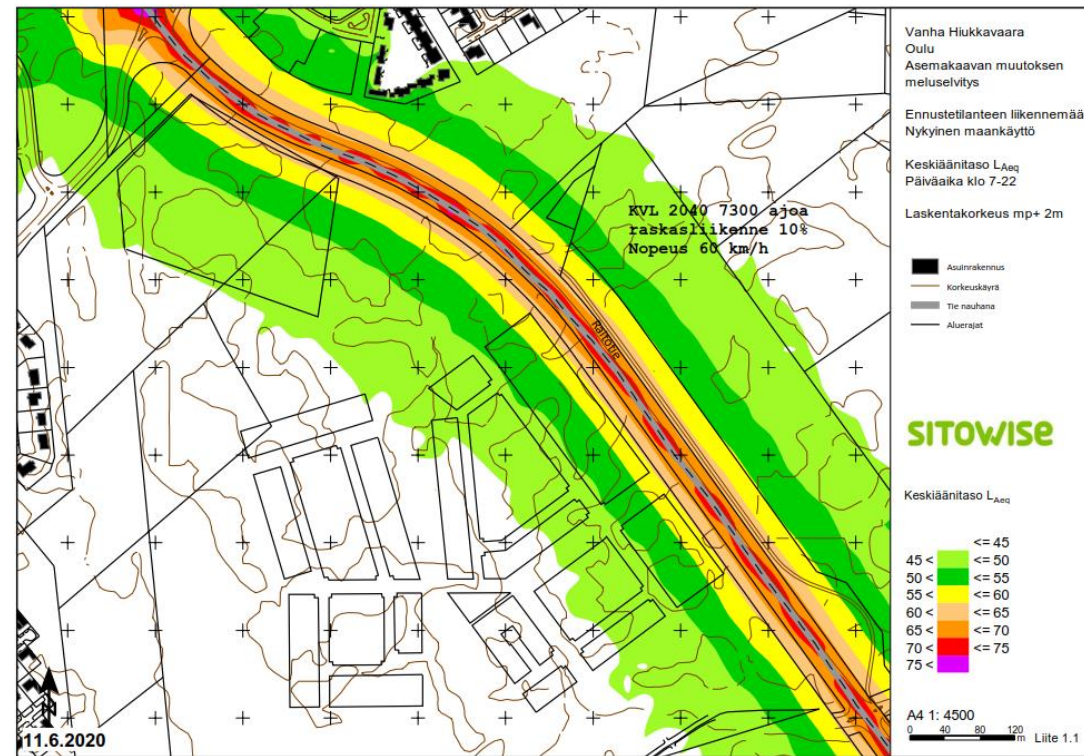 Vanha Hiukkavaara
Oulu
Asemakaavan muutoksen
meluselvitys
Ennustetilanteen liikennemää
Nykyinen maankäyttö
Keskiäänitaso LAeq
Päiväaika klo 7-22
Laskentakorkeus mp+ 2m
KVL 2040 7300 ajoa
raskasliikenne 10%
Nopeus 60 km/h
Raitotie
Asuinrakennus
Korkeuskäyrä
Tie nauhana
Aluerajat
SITOWISE
Keskiäänitaso LAeq
<= 45
45 < <= 50
50 < <= 55
55 < <= 60
60 < <= 65
65 < <= 70
70 < <= 75
75 <
A4 1: 4500
0 40 80 120 m
Liite 1.1
11.6.2020